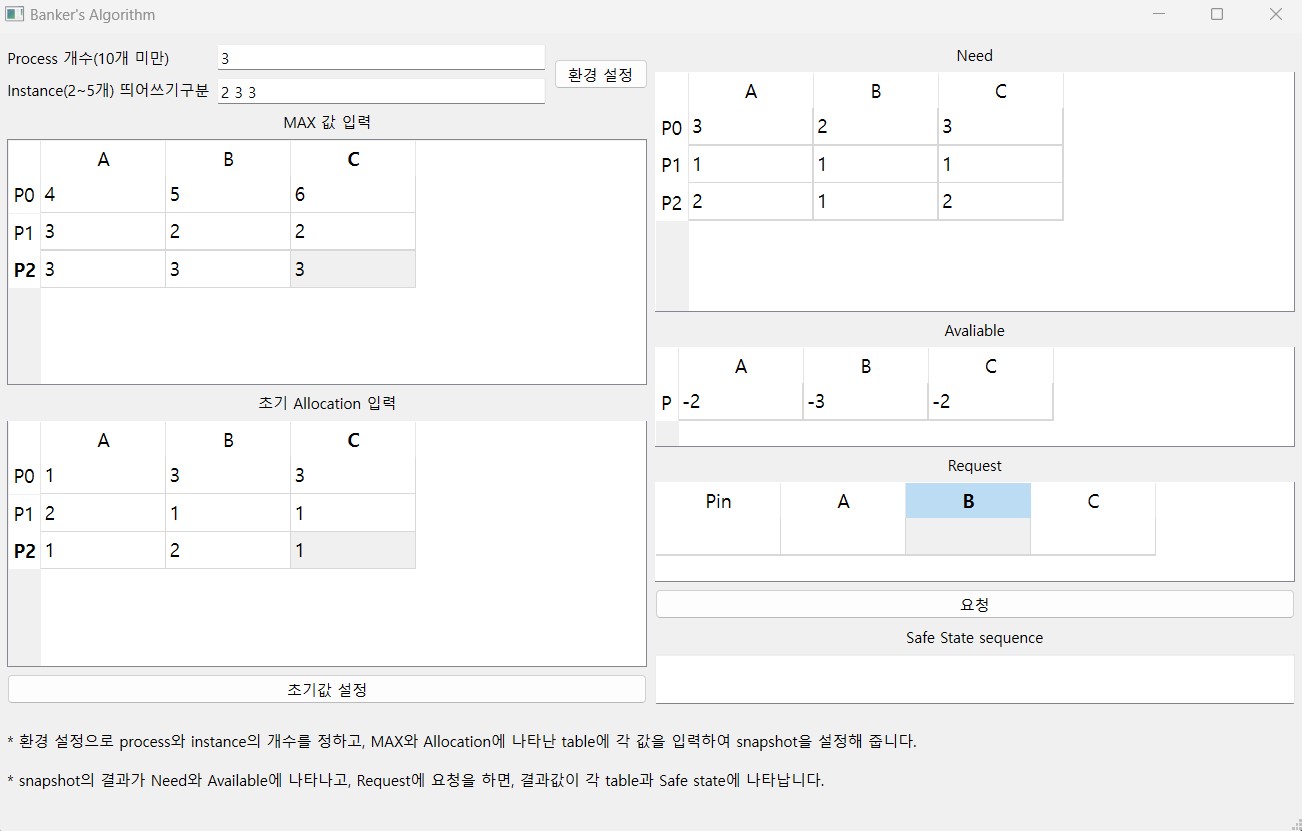 Banker's Algorithm
Process 개수(10개 미만) 3
Instance(2~5개) 띄어쓰기구분 2 3 3
환경 설정
MAX 값 입력
A B C
P0 4 5 6
P1 3 2 2
P2 3 3 3
초기 Allocation 입력
A B C
P0 1 3 3
P1 2 1 1
P2 1 2 1
초기값 설정
Need
A B C
P0 3 2 3
P1 1 1 1
P2 2 1 2
Avaliable
A B C
P -2 -3 -2
Request
Pin A B C
요청
Safe State sequence
* 환경 설정으로 process와 instance의 개수를 정하고, MAX와 Allocation에 나타난 table에 각 값을 입력하여 snapshot을 설정해 줍니다.
* snapshot의 결과가 Need와 Available에 나타나고, Request에 요청을 하면, 결과값이 각 table과 Safe state에 나타납니다.